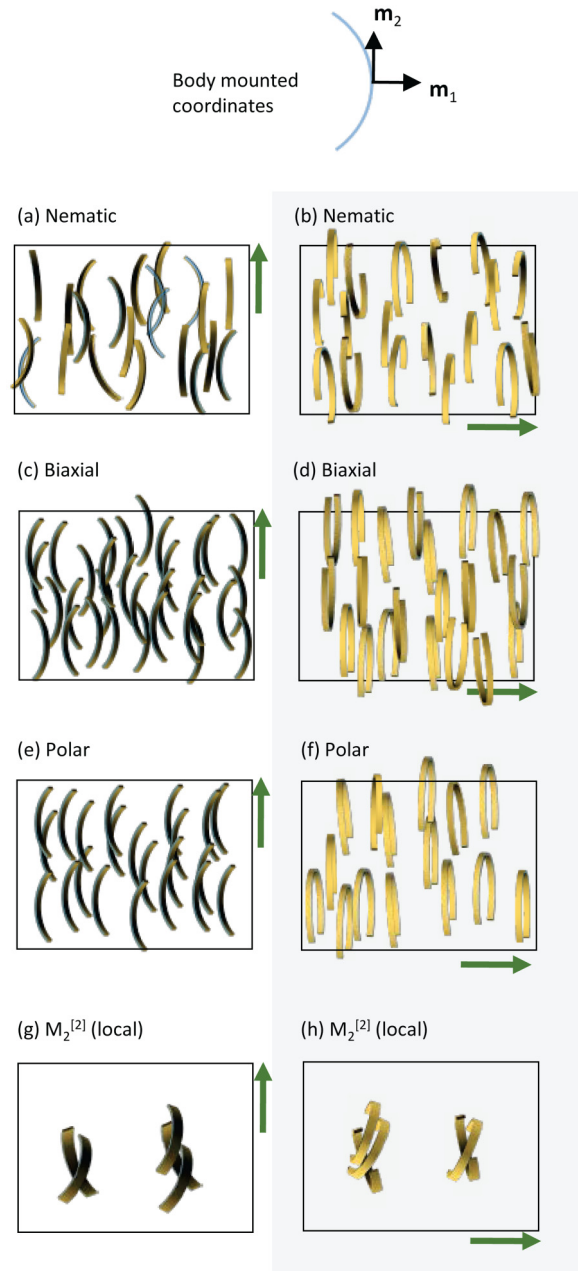 m₂
Body mounted
coordinates
m₁
(a) Nematic
(b) Nematic
(c) Biaxial
(d) Biaxial
(e) Polar
(f) Polar
(g) M₂[2] (local)
(h) M₂[2] (local)